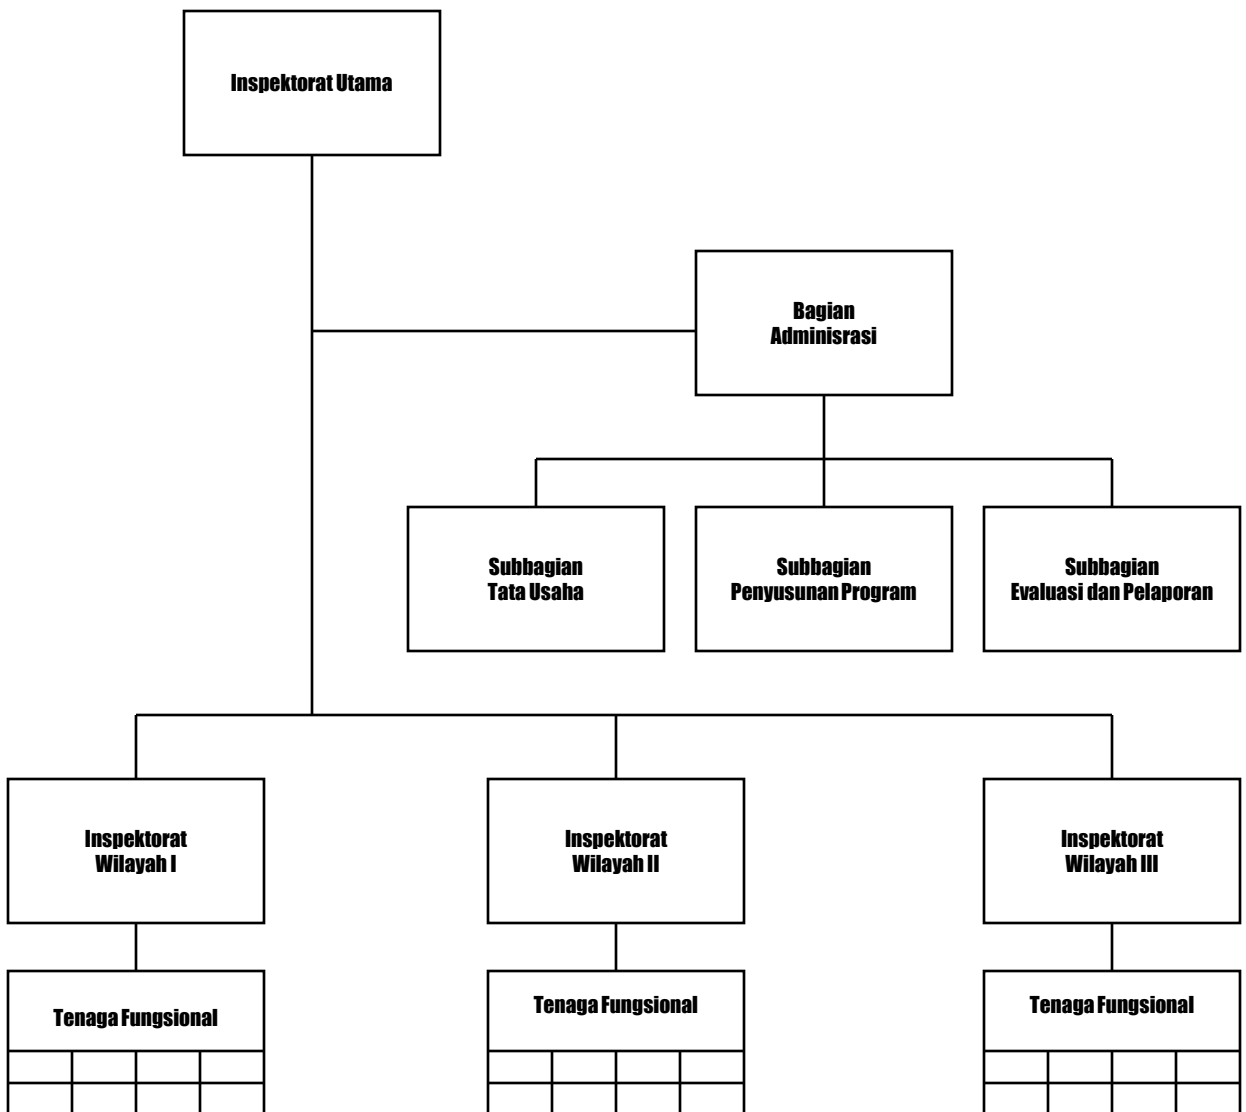 Inspektorat Utama
Bagian
Adminisrasi
Subbagian
Tata Usaha
Subbagian
Penyusunan Program
Subbagian
Evaluasi dan Pelaporan
Inspektorat
Wilayah I
Inspektorat
Wilayah II
Inspektorat
Wilayah III
Tenaga Fungsional
Tenaga Fungsional
Tenaga Fungsional